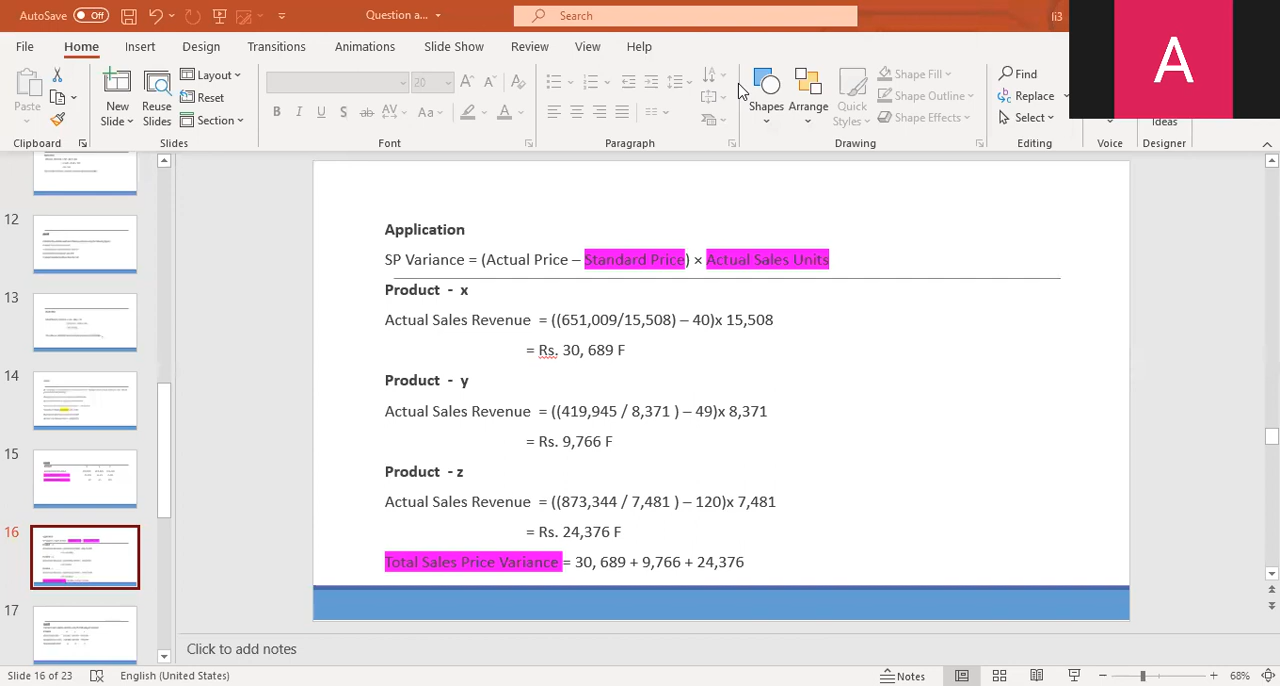 AutoSave Off Question a... Search li3
File Home Insert Design Transitions Animations Slide Show Review View Help
A
Paste New Slide Reuse Slides Layout Reset Section
20 A A A
B I U S ab AV Aa A
Shapes Arrange Quick Styles Shape Fill Shape Outline Shape Effects
Find Replace Select
Ideas
Clipboard Slides Font Paragraph Drawing Editing Voice Designer
12
13
14
15
16
17
Application
SP Variance = (Actual Price – Standard Price) × Actual Sales Units
Product - x
Actual Sales Revenue = ((651,009/15,508) – 40)x 15,508
= Rs. 30, 689 F
Product - y
Actual Sales Revenue = ((419,945 / 8,371 ) – 49)x 8,371
= Rs. 9,766 F
Product - z
Actual Sales Revenue = ((873,344 / 7,481 ) – 120)x 7,481
= Rs. 24,376 F
Total Sales Price Variance = 30, 689 + 9,766 + 24,376
Click to add notes
Slide 16 of 23 English (United States) Notes 68%